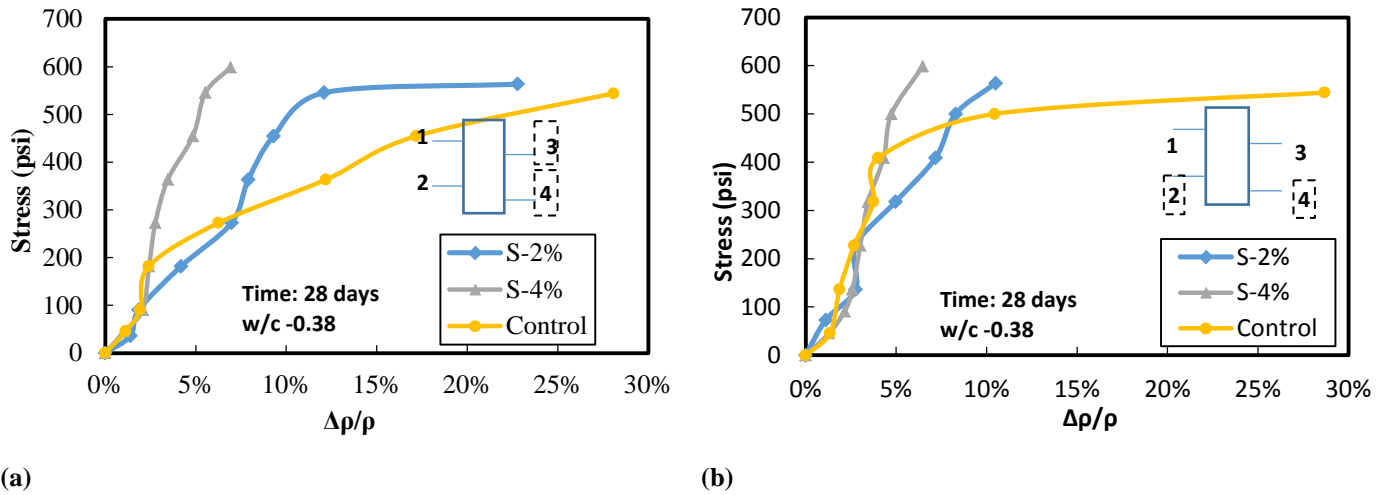 700
600
500
400
300
200
100
0
Stress (psi)
0% 5% 10% 15% 20% 25% 30%
Δρ/ρ
1
2
3
4
S-2%
S-4%
Control
Time: 28 days
w/c -0.38
(a)
700
600
500
400
300
200
100
0
Stress (psi)
0% 5% 10% 15% 20% 25% 30%
Δρ/ρ
1
2
3
4
S-2%
S-4%
Control
Time: 28 days
w/c -0.38
(b)